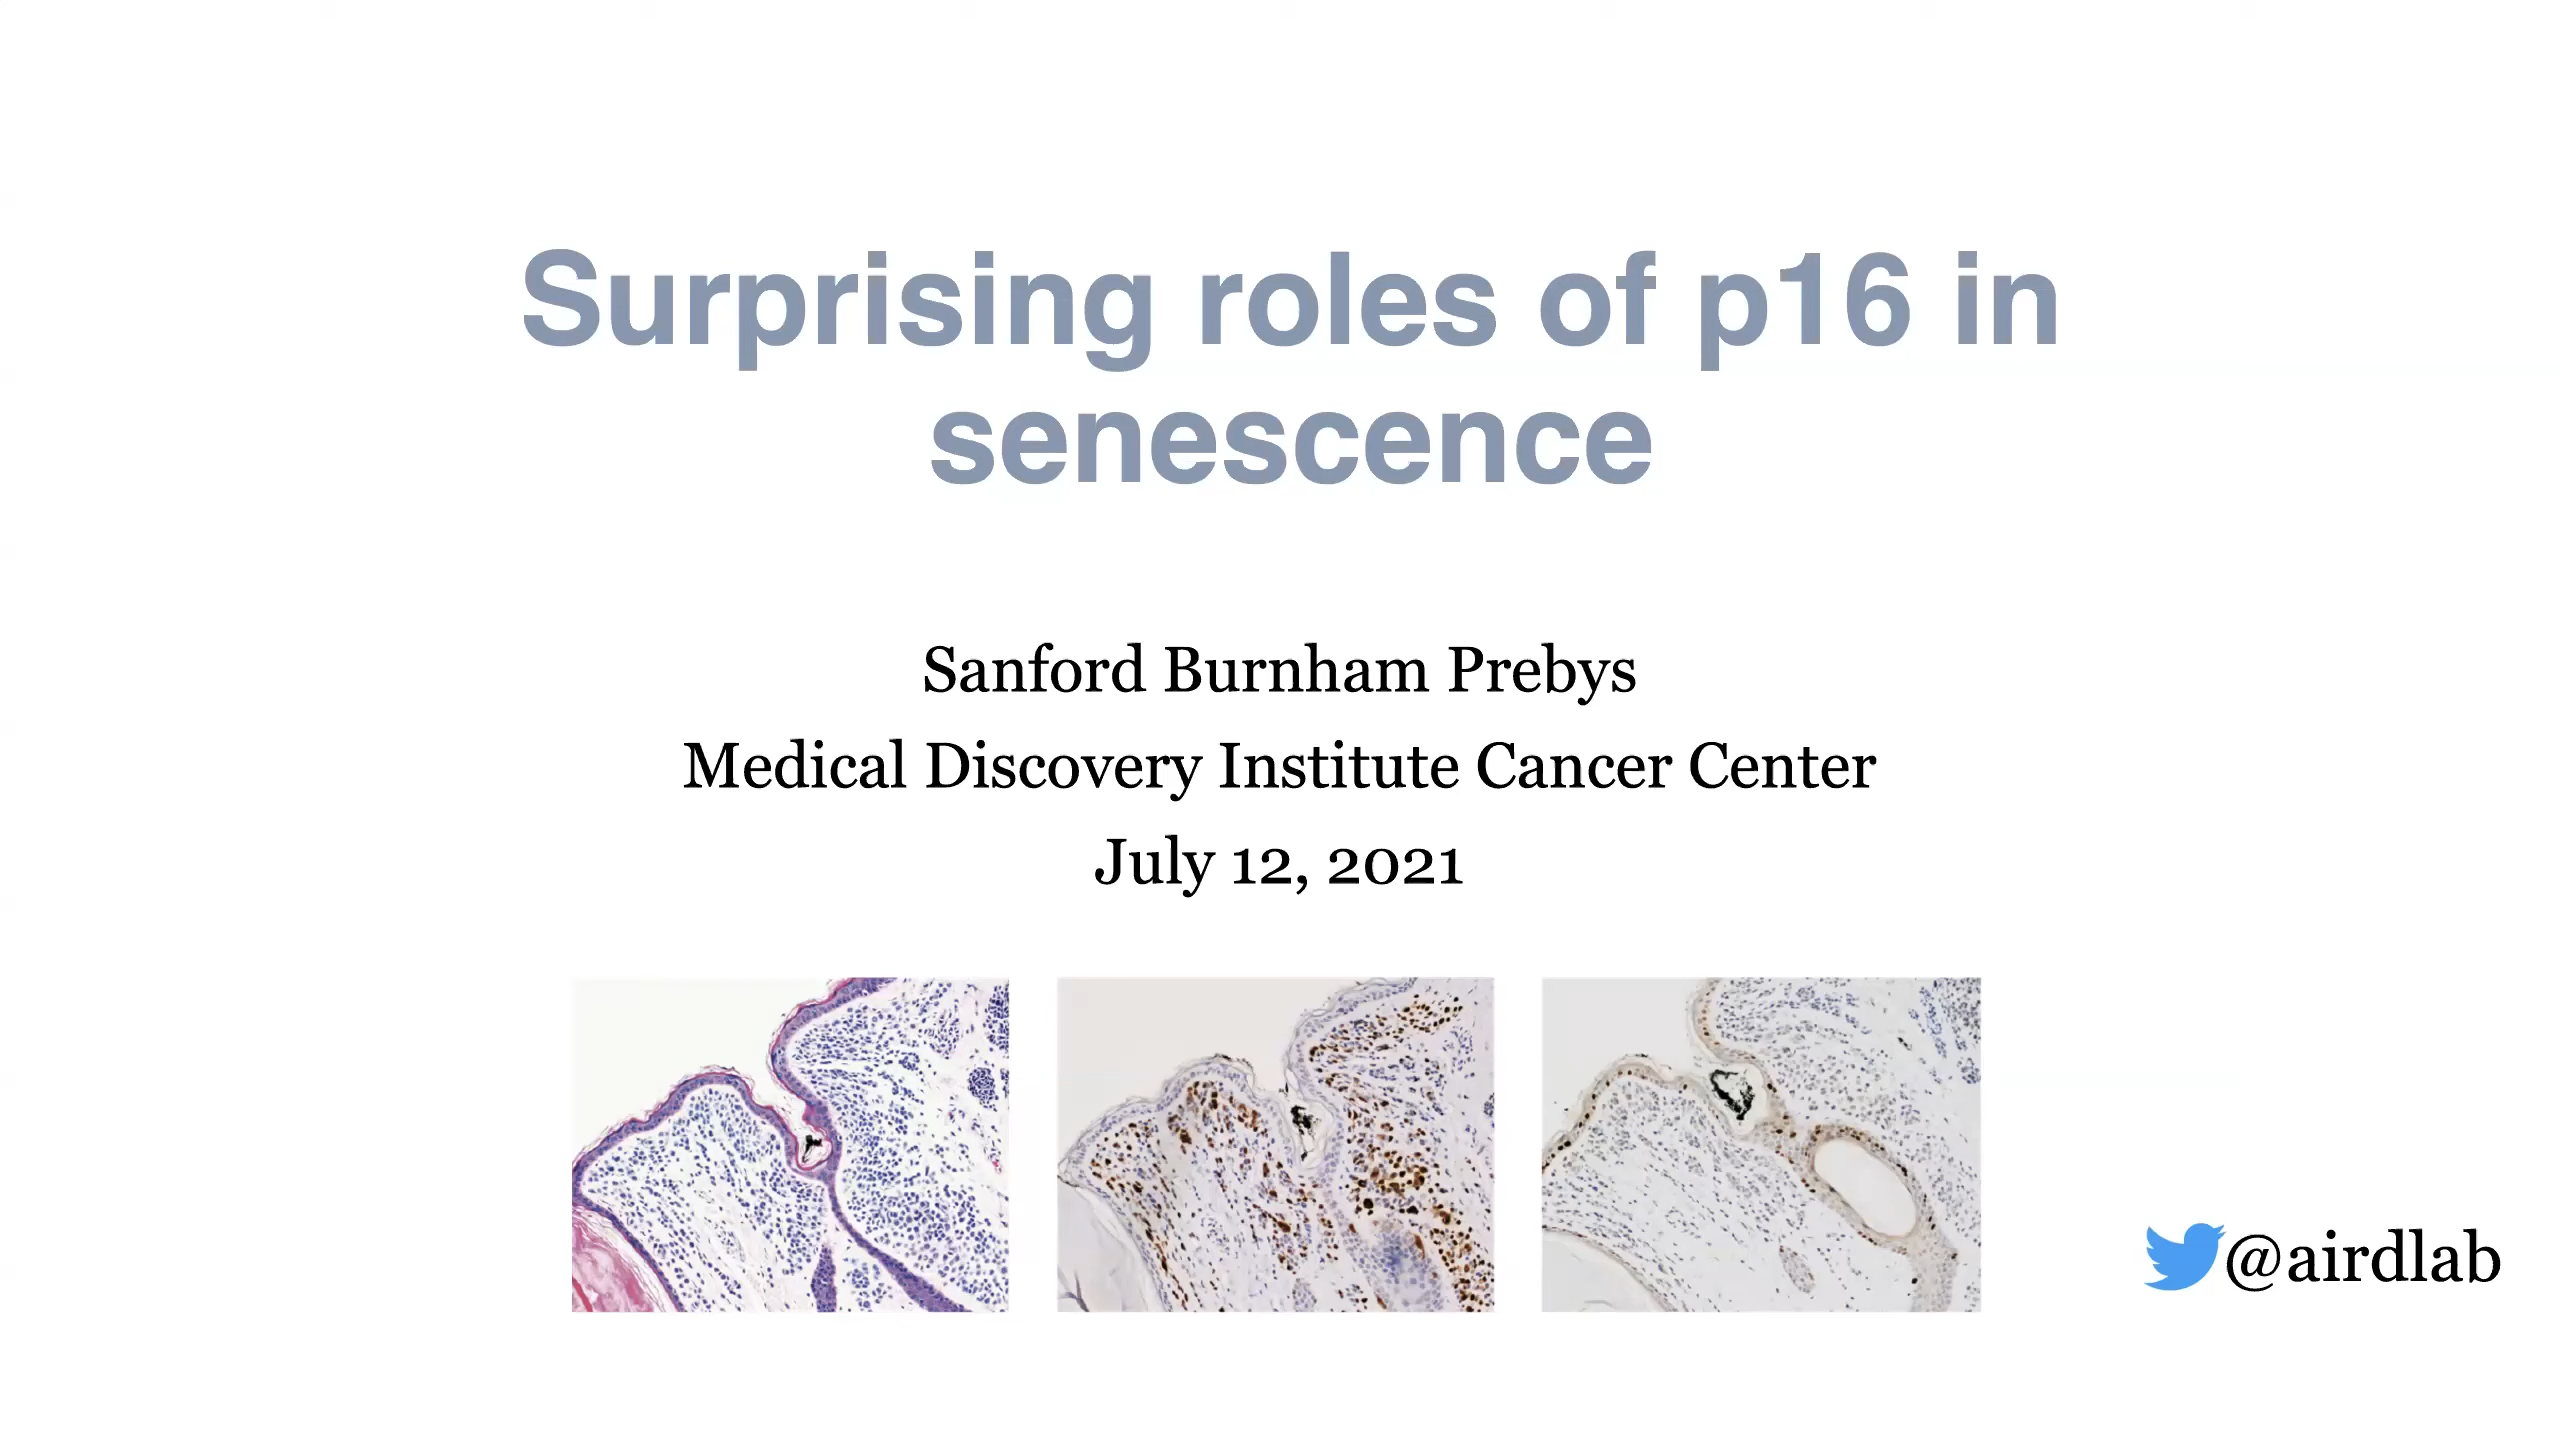 Surprising roles of p16 in
senescence
Sanford Burnham Prebys
Medical Discovery Institute Cancer Center
July 12, 2021
@airdlab